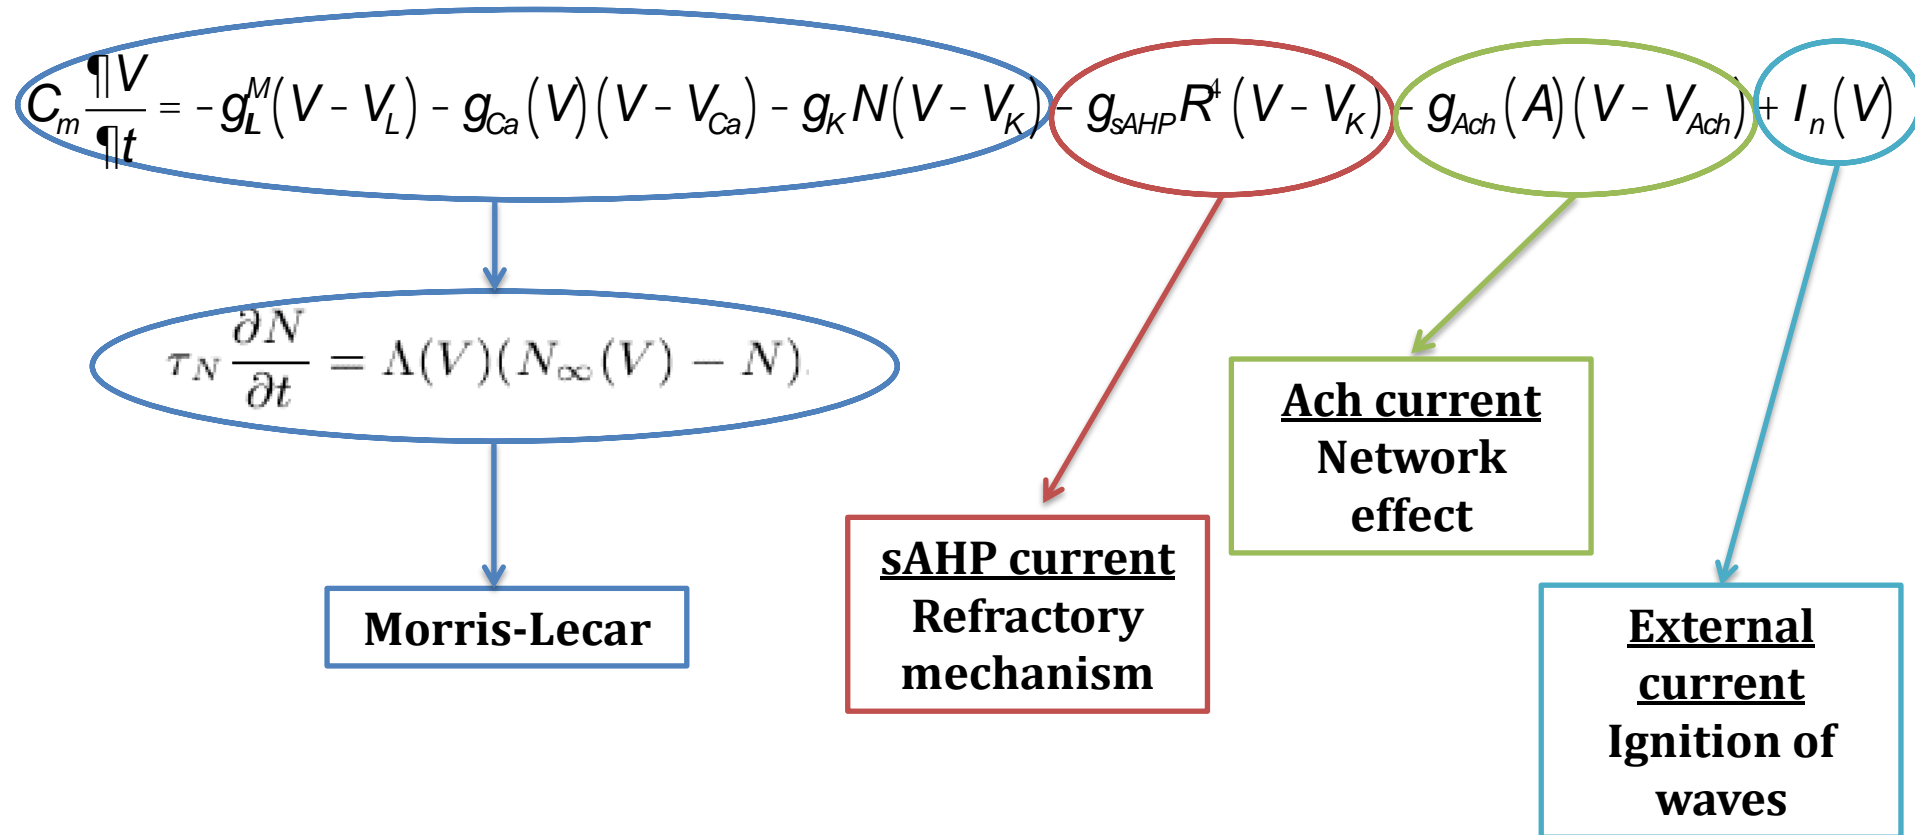 C_m ¶V/¶t = - g_L^M (V - V_L) - g_Ca (V)(V - V_Ca) - g_K N(V - V_K) - g_sAHP R^4 (V - V_K) - g_Ach (A)(V - V_Ach) + I_n (V)
τ_N ∂N/∂t = Λ(V)(N_∞(V) − N).
Ach current
Network
effect
sAHP current
Refractory
mechanism
Morris-Lecar
External
current
Ignition of
waves